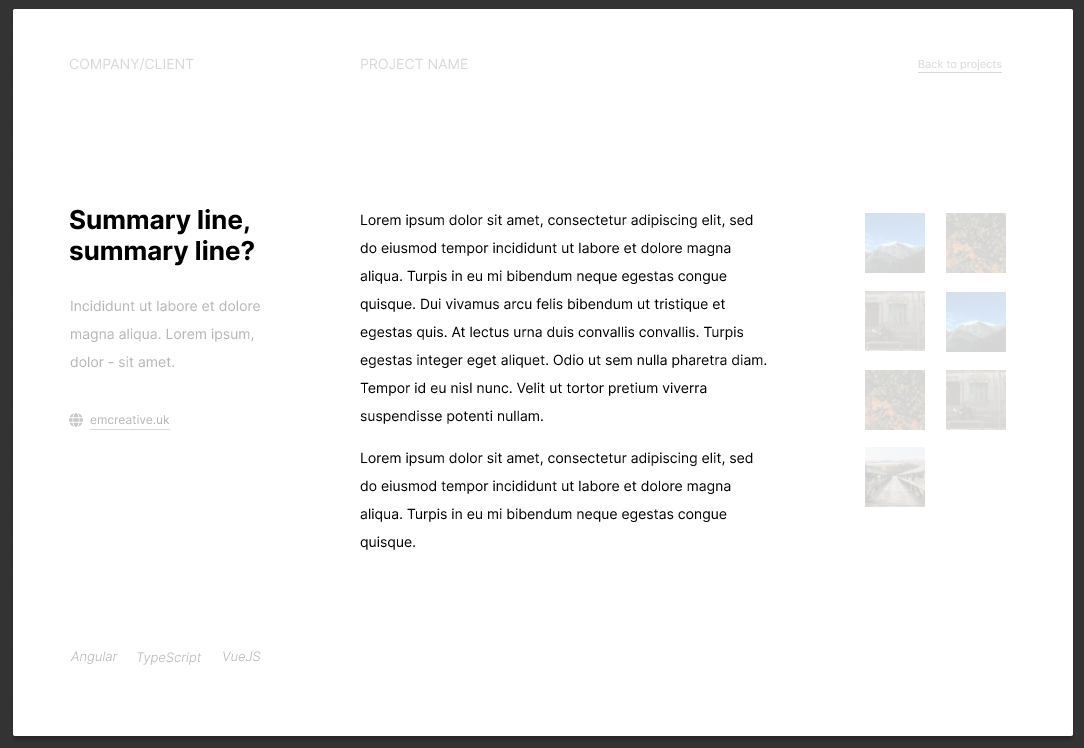 COMPANY/CLIENT
PROJECT NAME
Back to projects
Summary line,
summary line?
Incididunt ut labore et dolore
magna aliqua. Lorem ipsum,
dolor - sit amet.
emcreative.uk
Lorem ipsum dolor sit amet, consectetur adipiscing elit, sed
do eiusmod tempor incididunt ut labore et dolore magna
aliqua. Turpis in eu mi bibendum neque egestas congue
quisque. Dui vivamus arcu felis bibendum ut tristique et
egestas quis. At lectus urna duis convallis convallis. Turpis
egestas integer eget aliquet. Odio ut sem nulla pharetra diam.
Tempor id eu nisl nunc. Velit ut tortor pretium viverra
suspendisse potenti nullam.
Lorem ipsum dolor sit amet, consectetur adipiscing elit, sed
do eiusmod tempor incididunt ut labore et dolore magna
aliqua. Turpis in eu mi bibendum neque egestas congue
quisque.
Angular TypeScript VueJS